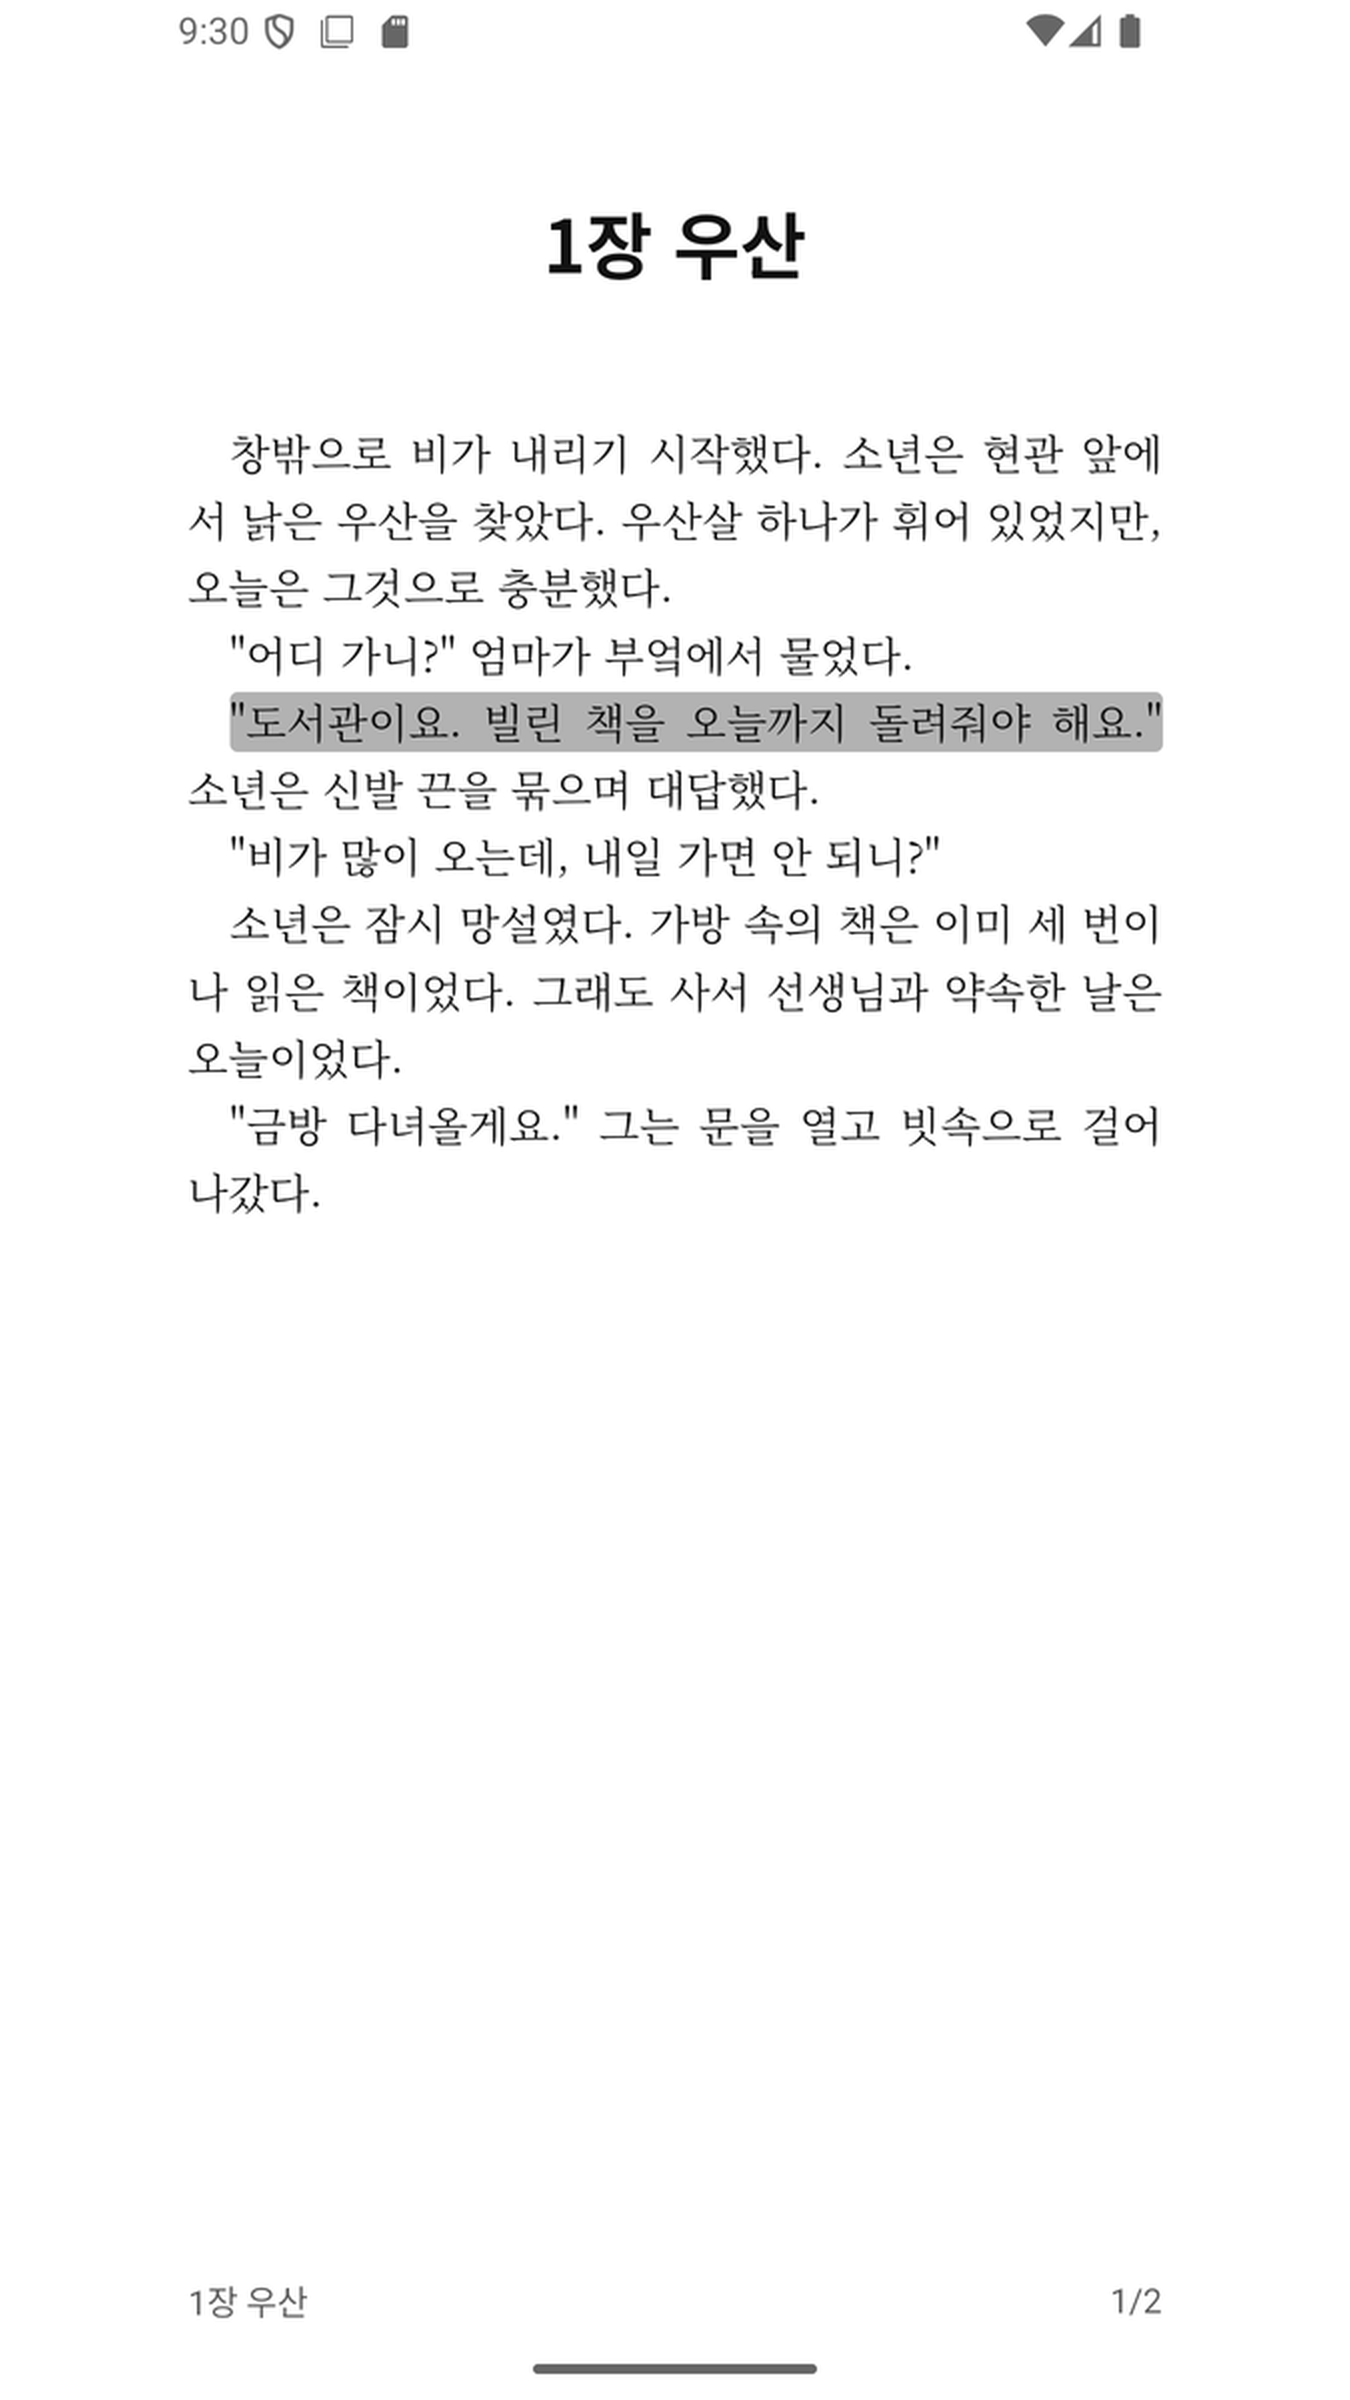 9:30
1장 우산
창밖으로 비가 내리기 시작했다. 소년은 현관 앞에
서 낡은 우산을 찾았다. 우산살 하나가 휘어 있었지만,
오늘은 그것으로 충분했다.
"어디 가니?" 엄마가 부엌에서 물었다.
"도서관이요. 빌린 책을 오늘까지 돌려줘야 해요."
소년은 신발 끈을 묶으며 대답했다.
"비가 많이 오는데, 내일 가면 안 되니?"
소년은 잠시 망설였다. 가방 속의 책은 이미 세 번이
나 읽은 책이었다. 그래도 사서 선생님과 약속한 날은
오늘이었다.
"금방 다녀올게요." 그는 문을 열고 빗속으로 걸어
나갔다.
1장 우산
1/2